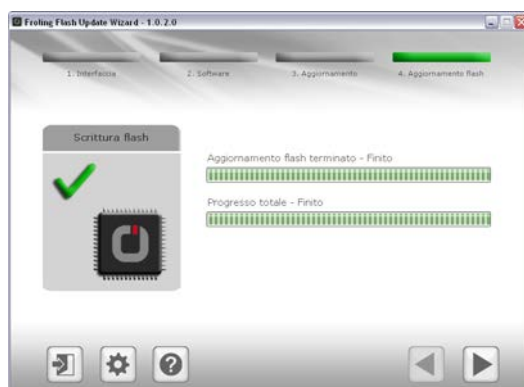 Froling Flash Update Wizard - 1.0.2.0
1. Interfaccia
2. Software
3. Aggiornamento
4. Aggiornamento flash
Scrittura flash
Aggiornamento flash terminato - Finito
Progresso totale - Finito